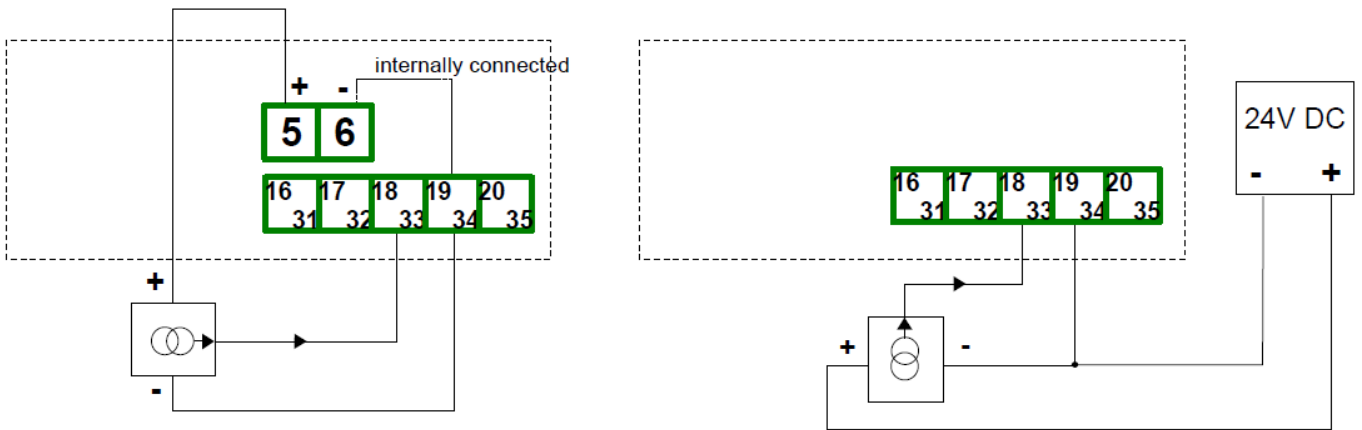 internally connected
+ -
5 6
16 17 18 19 20
31 32 33 34 35
+
-
24V DC
- +
16 17 18 19 20
31 32 33 34 35
+ -